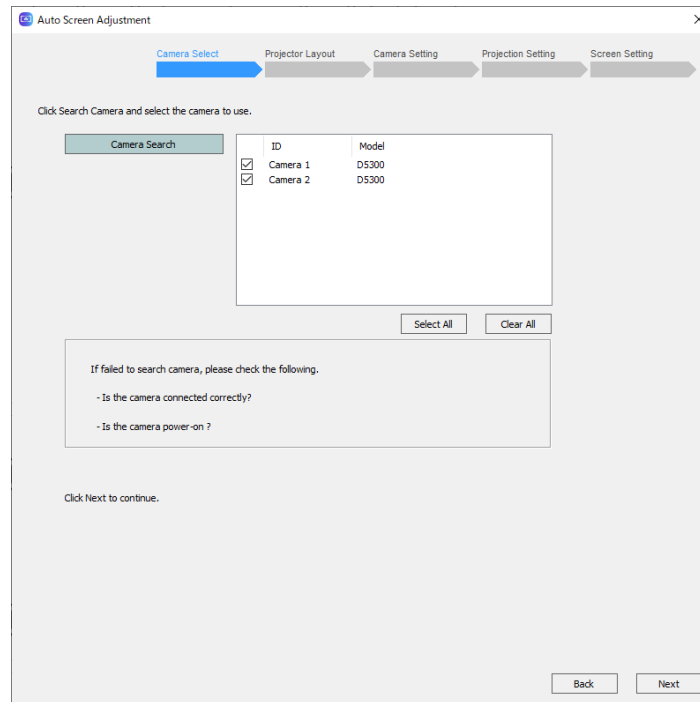 Auto Screen Adjustment
Camera Select Projector Layout Camera Setting Projection Setting Screen Setting
Click Search Camera and select the camera to use.
Camera Search
ID Model
Camera 1 D5300
Camera 2 D5300
Select All Clear All
If failed to search camera, please check the following.
- Is the camera connected correctly?
- Is the camera power-on ?
Click Next to continue.
Back Next